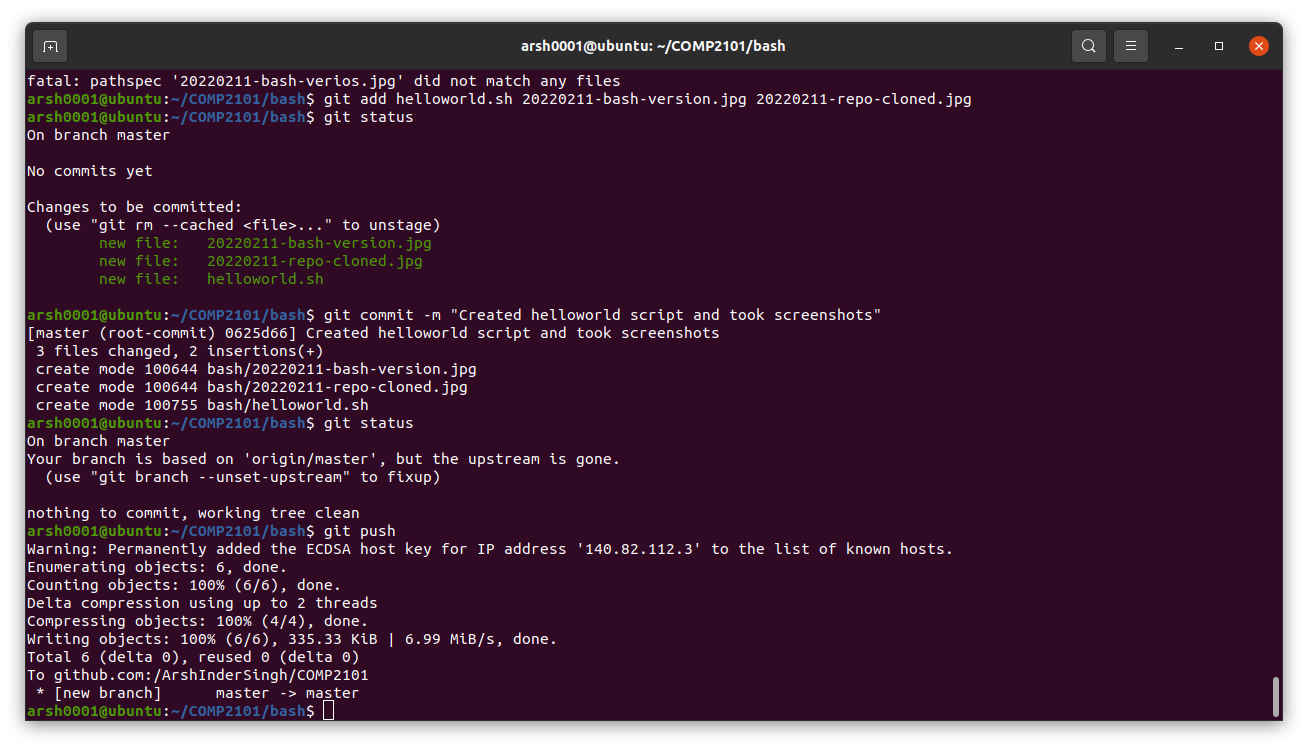 arsh0001@ubuntu: ~/COMP2101/bash
fatal: pathspec '20220211-bash-verios.jpg' did not match any files
arsh0001@ubuntu:~/COMP2101/bash$ git add helloworld.sh 20220211-bash-version.jpg 20220211-repo-cloned.jpg
arsh0001@ubuntu:~/COMP2101/bash$ git status
On branch master

No commits yet

Changes to be committed:
  (use "git rm --cached <file>..." to unstage)
        new file:   20220211-bash-version.jpg
        new file:   20220211-repo-cloned.jpg
        new file:   helloworld.sh

arsh0001@ubuntu:~/COMP2101/bash$ git commit -m "Created helloworld script and took screenshots"
[master (root-commit) 0625d66] Created helloworld script and took screenshots
 3 files changed, 2 insertions(+)
 create mode 100644 bash/20220211-bash-version.jpg
 create mode 100644 bash/20220211-repo-cloned.jpg
 create mode 100755 bash/helloworld.sh
arsh0001@ubuntu:~/COMP2101/bash$ git status
On branch master
Your branch is based on 'origin/master', but the upstream is gone.
  (use "git branch --unset-upstream" to fixup)

nothing to commit, working tree clean
arsh0001@ubuntu:~/COMP2101/bash$ git push
Warning: Permanently added the ECDSA host key for IP address '140.82.112.3' to the list of known hosts.
Enumerating objects: 6, done.
Counting objects: 100% (6/6), done.
Delta compression using up to 2 threads
Compressing objects: 100% (4/4), done.
Writing objects: 100% (6/6), 335.33 KiB | 6.99 MiB/s, done.
Total 6 (delta 0), reused 0 (delta 0)
To github.com:/ArshInderSingh/COMP2101
 * [new branch]      master -> master
arsh0001@ubuntu:~/COMP2101/bash$